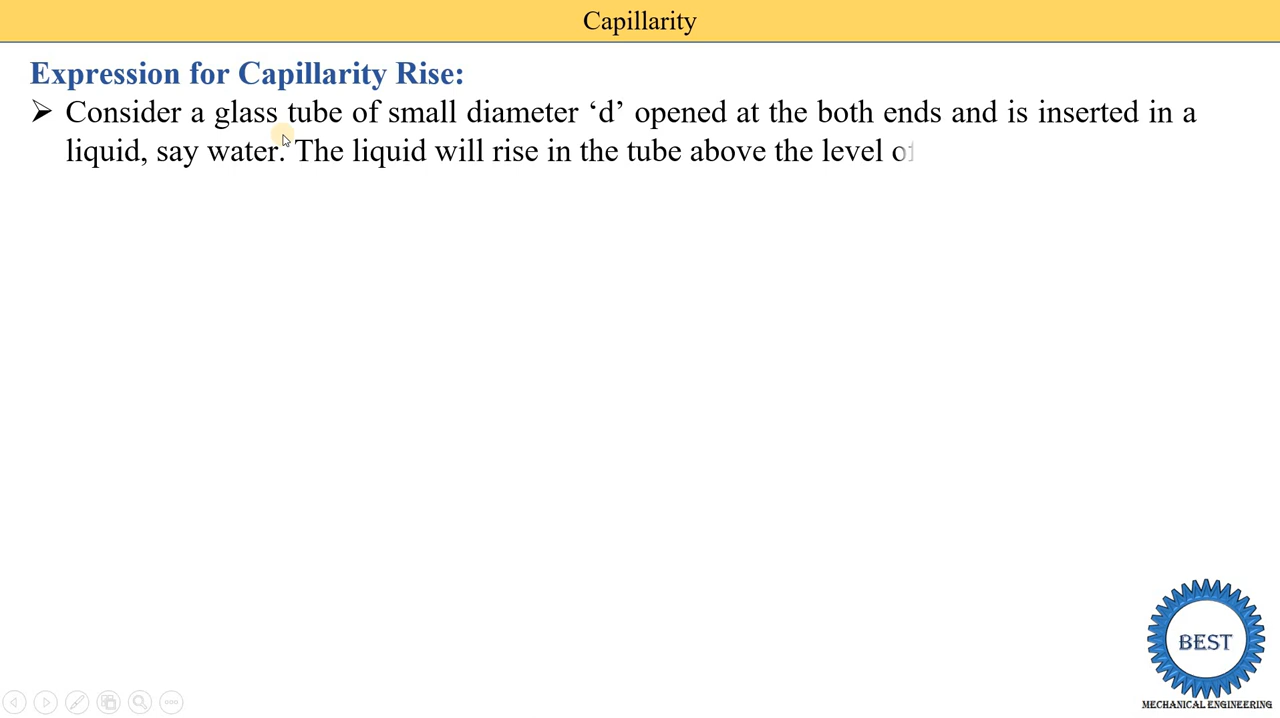 Capillarity
Expression for Capillarity Rise:
➢ Consider a glass tube of small diameter ‘d’ opened at the both ends and is inserted in a
liquid, say water. The liquid will rise in the tube above the level of
BEST
MECHANICAL ENGINEERING